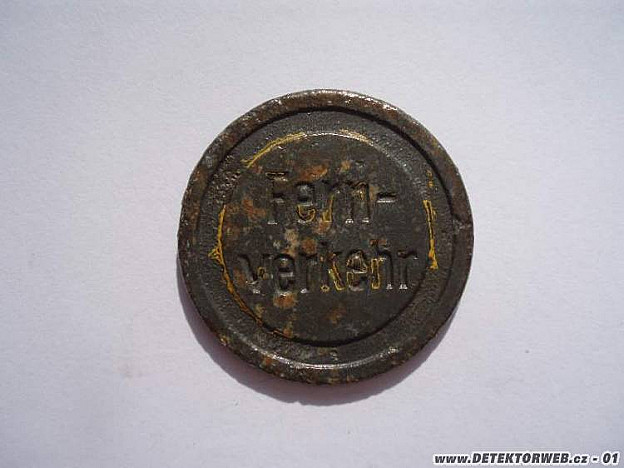 Fern-
verkehr
www.DETEKTORWEB.cz - 01